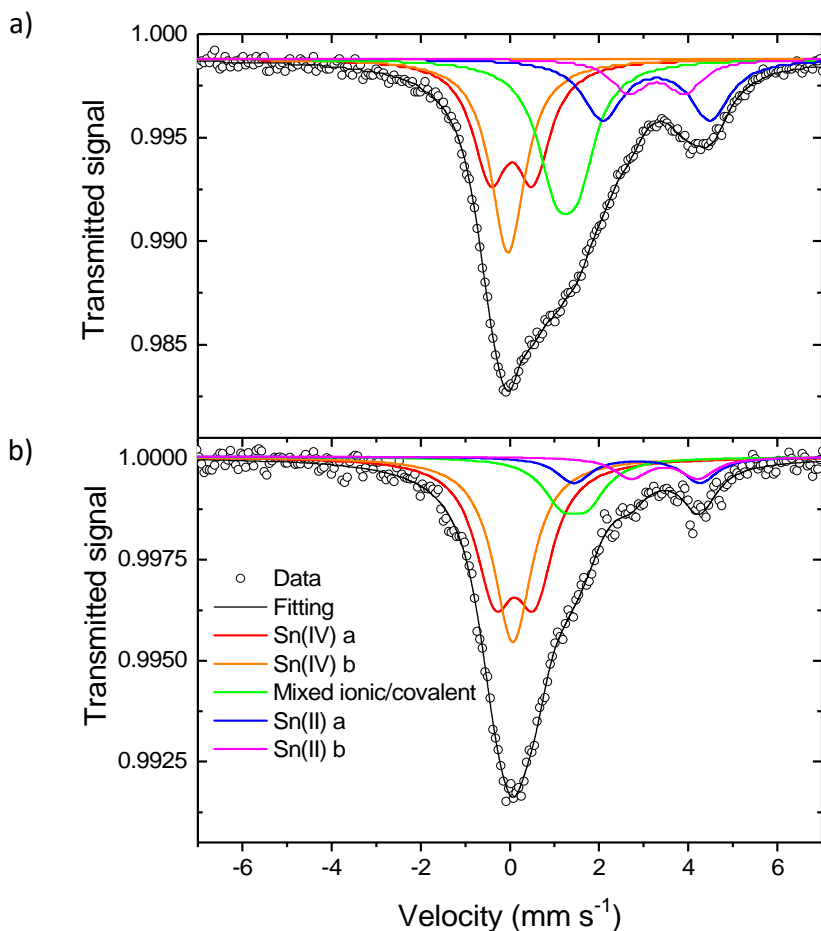 a)
1.000
0.995
0.990
0.985
Transmitted signal
b)
1.0000
0.9975
0.9950
0.9925
Transmitted signal
Data
Fitting
Sn(IV) a
Sn(IV) b
Mixed ionic/covalent
Sn(II) a
Sn(II) b
-6 -4 -2 0 2 4 6
Velocity (mm s⁻¹)